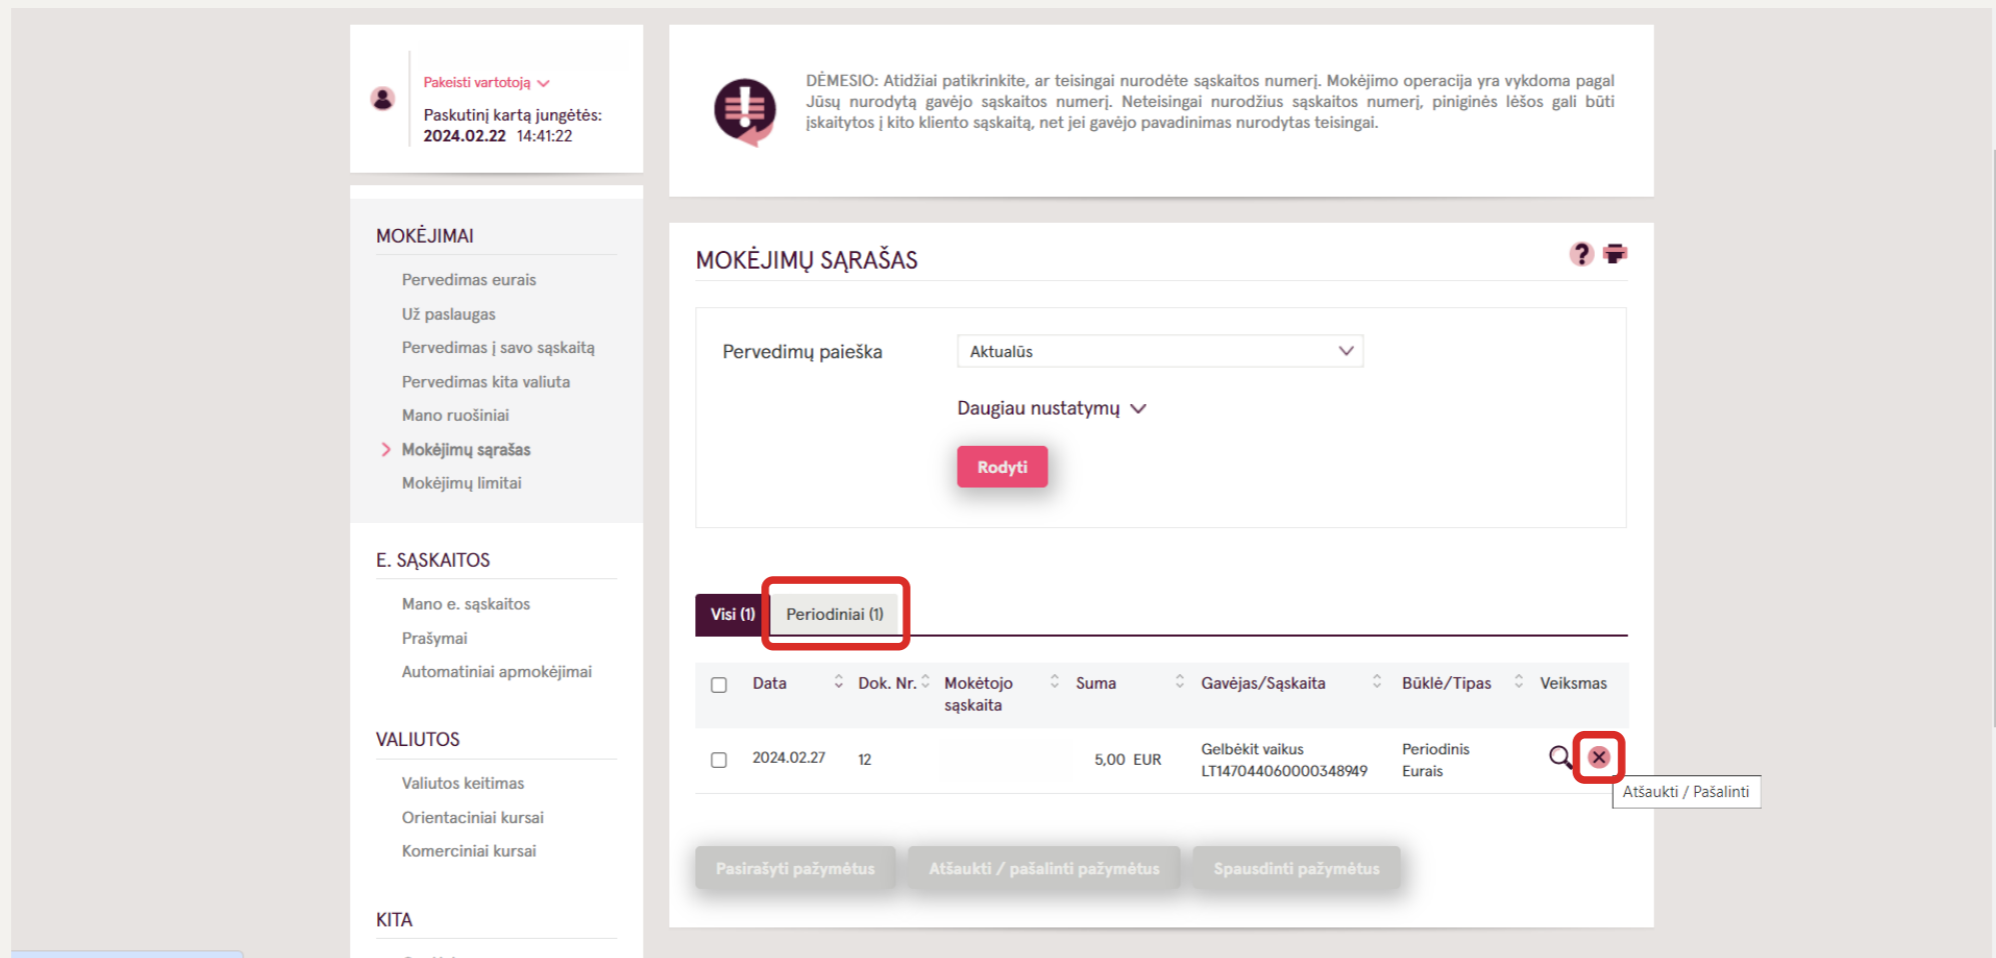 Pakeisti vartotoją
Paskutinį kartą jungėtės:
2024.02.22 14:41:22
DĖMESIO: Atidžiai patikrinkite, ar teisingai nurodėte sąskaitos numerį. Mokėjimo operacija yra vykdoma pagal
Jūsų nurodytą gavėjo sąskaitos numerį. Neteisingai nurodžius sąskaitos numerį, piniginės lėšos gali būti
įskaitytos į kito kliento sąskaitą, net jei gavėjo pavadinimas nurodytas teisingai.
MOKĖJIMAI
Pervedimas eurais
Už paslaugas
Pervedimas į savo sąskaitą
Pervedimas kita valiuta
Mano ruošiniai
Mokėjimų sąrašas
Mokėjimų limitai
E. SĄSKAITOS
Mano e. sąskaitos
Prašymai
Automatiniai apmokėjimai
VALIUTOS
Valiutos keitimas
Orientaciniai kursai
Komerciniai kursai
KITA
MOKĖJIMŲ SĄRAŠAS
?
Pervedimų paieška
Aktualūs
Daugiau nustatymų
Rodyti
Visi (1)
Periodiniai (1)
Data
Dok. Nr.
Mokėtojo
sąskaita
Suma
Gavėjas/Sąskaita
Būklė/Tipas
Veiksmas
2024.02.27
12
5,00 EUR
Gelbėkit vaikus
LT147044060000348949
Periodinis
Eurais
Atšaukti / Pašalinti
Pasirašyti pažymėtus
Atšaukti / pašalinti pažymėtus
Spausdinti pažymėtus